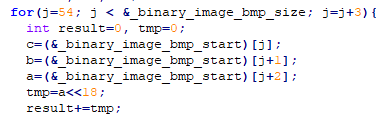 for(j=54; j < &_binary_image_bmp_size; j=j+3){
int result=0, tmp=0;
c=(&_binary_image_bmp_start)[j];
b=(&_binary_image_bmp_start)[j+1];
a=(&_binary_image_bmp_start)[j+2];
tmp=a<<18;
result+=tmp;